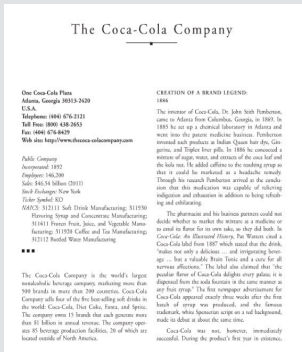 The Coca-Cola Company
One Coca-Cola Plaza
Atlanta, Georgia 30313-2420
U.S.A.
Telephone: (404) 676-2121
Toll Free: (800) 438-2653
Fax: (404) 676-8429
Web site: http://www.thecoca-colacompany.com
Public Company
Incorporated: 1892
Employees: 146,200
Sales: $46.54 billion (2011)
Stock Exchanges: New York
Ticker Symbol: KO
NAICS: 312111 Soft Drink Manufacturing; 311930
Flavoring Syrup and Concentrate Manufacturing;
311411 Frozen Fruit, Juice, and Vegetable Manu-
facturing; 311920 Coffee and Tea Manufacturing;
312112 Bottled Water Manufacturing
The Coca-Cola Company is the world's largest
nonalcoholic beverage company, marketing more than
500 brands in more than 200 countries. Coca-Cola
Company sells four of the five best-selling soft drinks in
the world: Coca-Cola, Diet Coke, Fanta, and Sprite.
The company owns 15 brands that each generate more
than $1 billion in annual revenue. The company oper-
ates 85 beverage production facilities, 26 of which are
located outside of North America.
CREATION OF A BRAND LEGEND:
1886
The inventor of Coca-Cola, Dr. John Stith Pemberton,
came to Atlanta from Columbus, Georgia, in 1869. In
1885 he set up a chemical laboratory in Atlanta and
went into the patent medicine business. Pemberton
invented such products as Indian Queen hair dye, Gin-
gerine, and Triplex liver pills. In 1886 he concocted a
mixture of sugar, water, and extracts of the coca leaf and
the kola nut. He added caffeine to the resulting syrup so
that it could be marketed as a headache remedy.
Through his research Pemberton arrived at the conclu-
sion that this medication was capable of relieving
indigestion and exhaustion in addition to being refresh-
ing and exhilarating.
The pharmacist and his business partners could not
decide whether to market the mixture as a medicine or
to extol its flavor for its own sake, so they did both. In
Coca-Cola: An Illustrated History, Pat Watters cited a
Coca-Cola label from 1887 which stated that the drink,
"makes not only a delicious ... and invigorating bever-
age ... but a valuable Brain Tonic and a cure for all
nervous affections." The label also claimed that "the
peculiar flavor of Coca-Cola delights every palate; it is
dispensed from the soda fountain in the same manner as
any fruit syrup." The first newspaper advertisement for
Coca-Cola appeared exactly three weeks after the first
batch of syrup was produced, and the famous
trademark, white Spenserian script on a red background,
made its debut at about the same time.
Coca-Cola was not, however, immediately
successful. During the product's first year in existence,